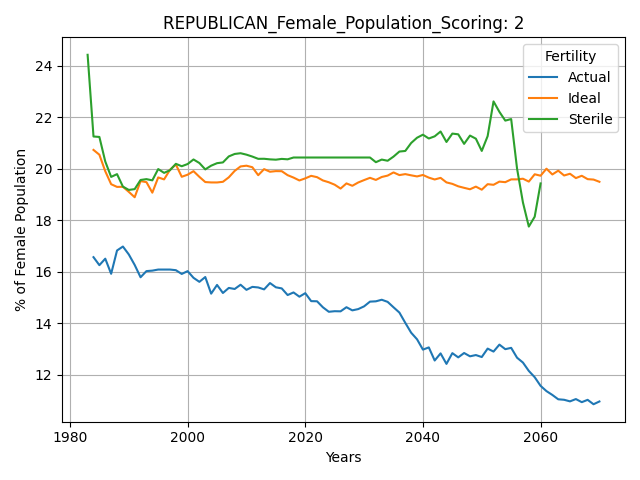 REPUBLICAN_Female_Population_Scoring: 2
Fertility
Actual
Ideal
Sterile
% of Female Population
24
22
20
18
16
14
12
1980
2000
2020
2040
2060
Years